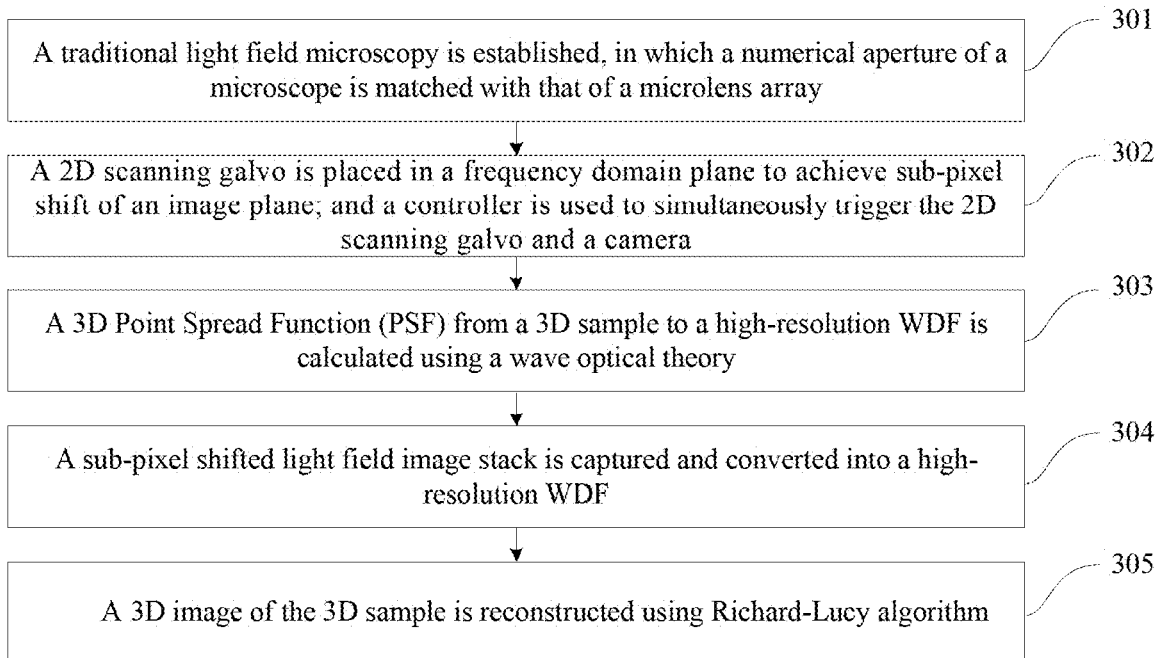 301
A traditional light field microscopy is established, in which a numerical aperture of a
microscope is matched with that of a microlens array
302
A 2D scanning galvo is placed in a frequency domain plane to achieve sub-pixel
shift of an image plane; and a controller is used to simultaneously trigger the 2D
scanning galvo and a camera
303
A 3D Point Spread Function (PSF) from a 3D sample to a high-resolution WDF is
calculated using a wave optical theory
304
A sub-pixel shifted light field image stack is captured and converted into a high-
resolution WDF
305
A 3D image of the 3D sample is reconstructed using Richard-Lucy algorithm